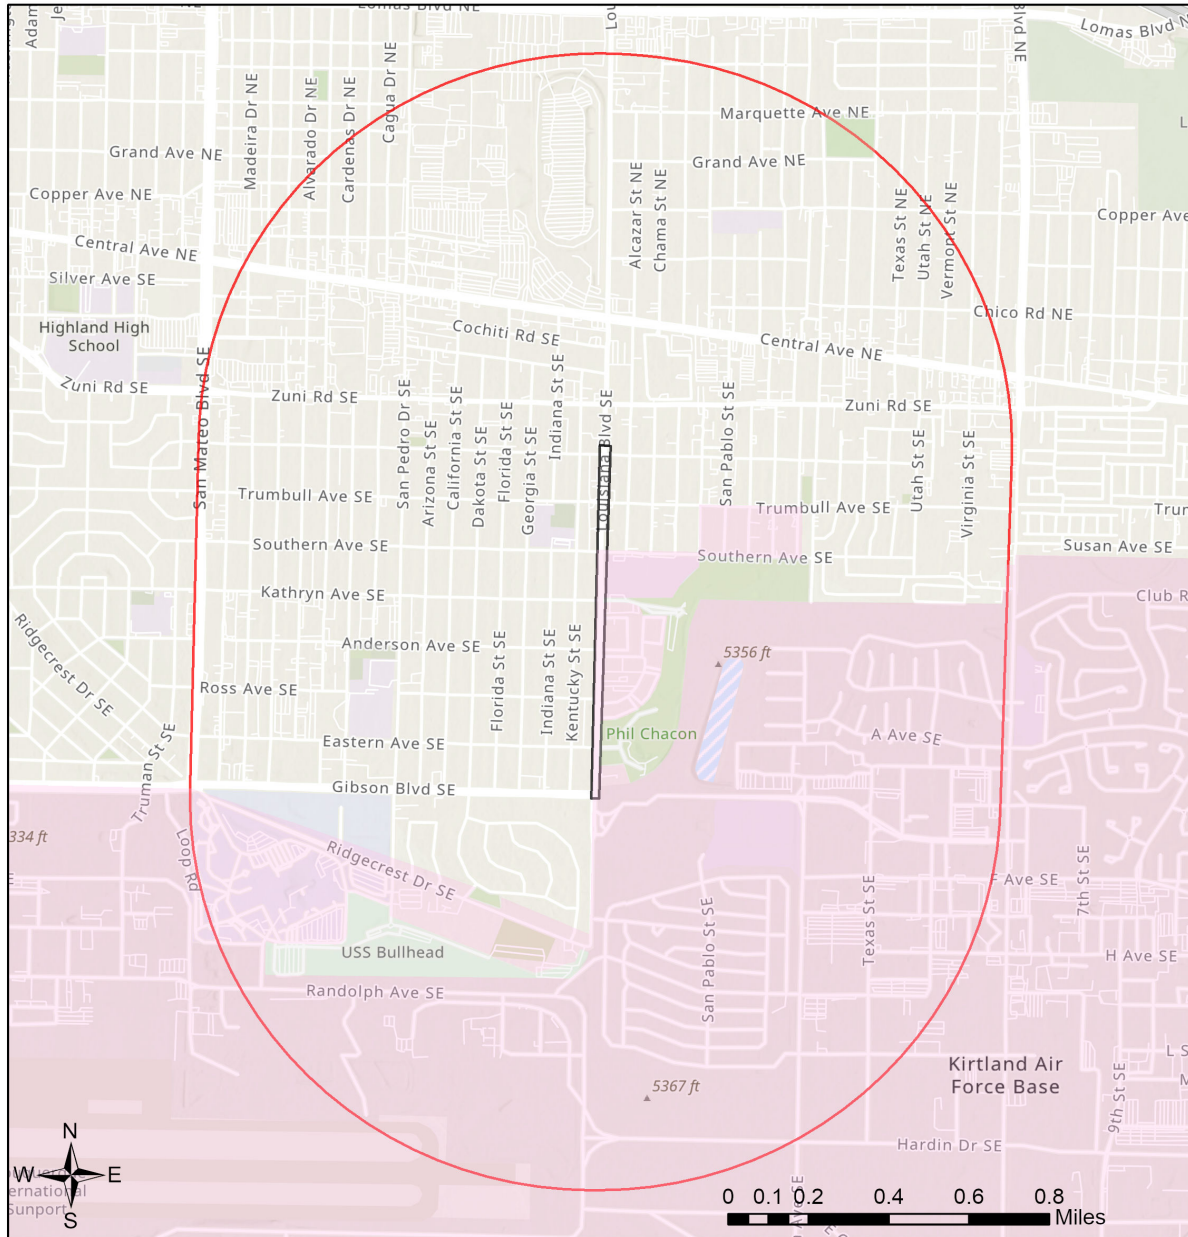 Lomas Blvd NE
Lomas Blvd N
Adam
Je
Lou
Blvd NE
Madeira Dr NE
Alvarado Dr NE
Cardenas Dr NE
Cagua Dr NE
Marquette Ave NE
Grand Ave NE
Grand Ave NE
Copper Ave NE
Alcazar St NE
Chama St NE
Texas St NE
Utah St NE
Vermont St NE
Copper Ave
Central Ave NE
Silver Ave SE
Highland High
School
Cochiti Rd SE
Chico Rd NE
Central Ave NE
Zuni Rd SE
San Mateo Blvd SE
Zuni Rd SE
San Pedro Dr SE
Arizona St SE
California St SE
Dakota St SE
Florida St SE
Georgia St SE
Indiana St SE
Louisiana Blvd SE
San Pablo St SE
Zuni Rd SE
Utah St SE
Virginia St SE
Trumbull Ave SE
Trumbull Ave SE
Trum
Southern Ave SE
Southern Ave SE
Susan Ave SE
Kathryn Ave SE
Club R
Ridgecrest Dr SE
Anderson Ave SE
Florida St SE
Indiana St SE
Kentucky St SE
5356 ft
Ross Ave SE
Truman St SE
Eastern Ave SE
Phil Chacon
A Ave SE
Gibson Blvd SE
334 ft
Loop Rd
Ridgecrest Dr SE
F Ave SE
7th St SE
Texas St SE
San Pablo St SE
USS Bullhead
H Ave SE
Randolph Ave SE
Kirtland Air
Force Base
L S
5367 ft
9th St SE
Hardin Dr SE
N
W
E
S
ernational
Sunport
0
0.1
0.2
0.4
0.6
0.8
Miles